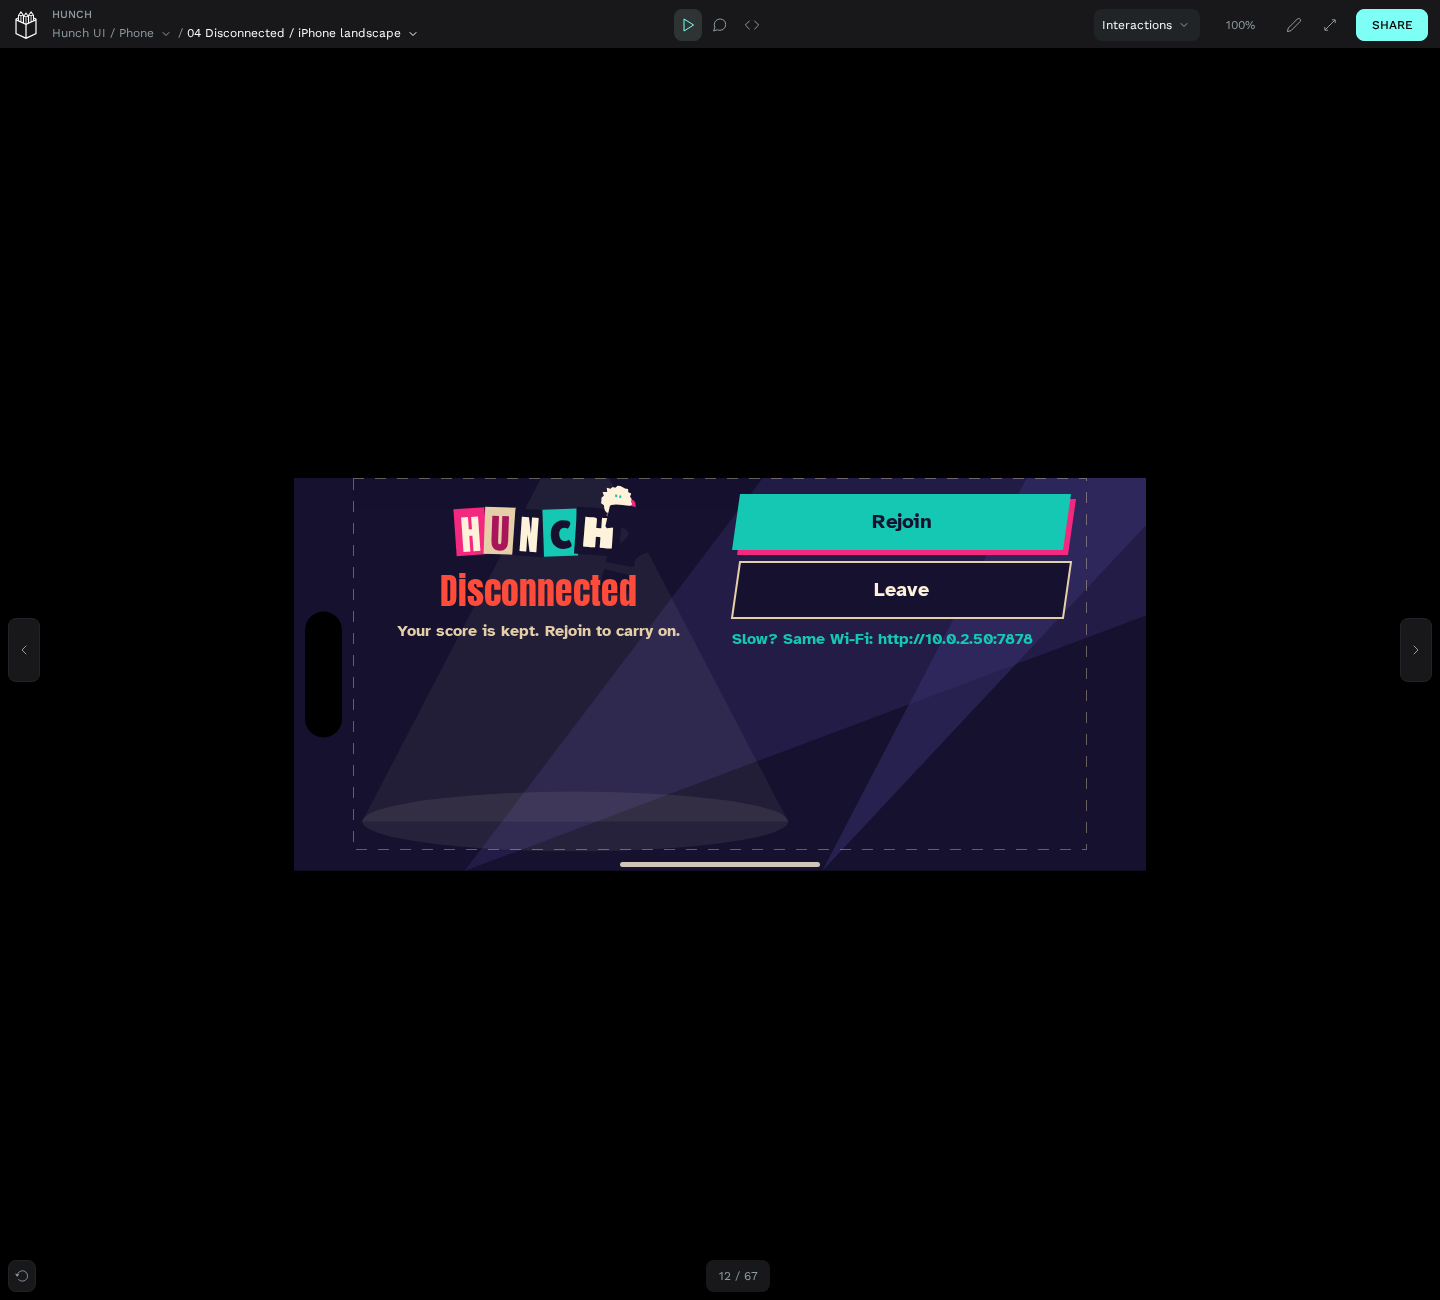 HUNCH
Hunch UI / Phone / 04 Disconnected / iPhone landscape
Interactions
100%
SHARE
HUNCH
Disconnected
Your score is kept. Rejoin to carry on.
Rejoin
Leave
Slow? Same Wi-Fi: http://10.0.2.50:7878
12 / 67